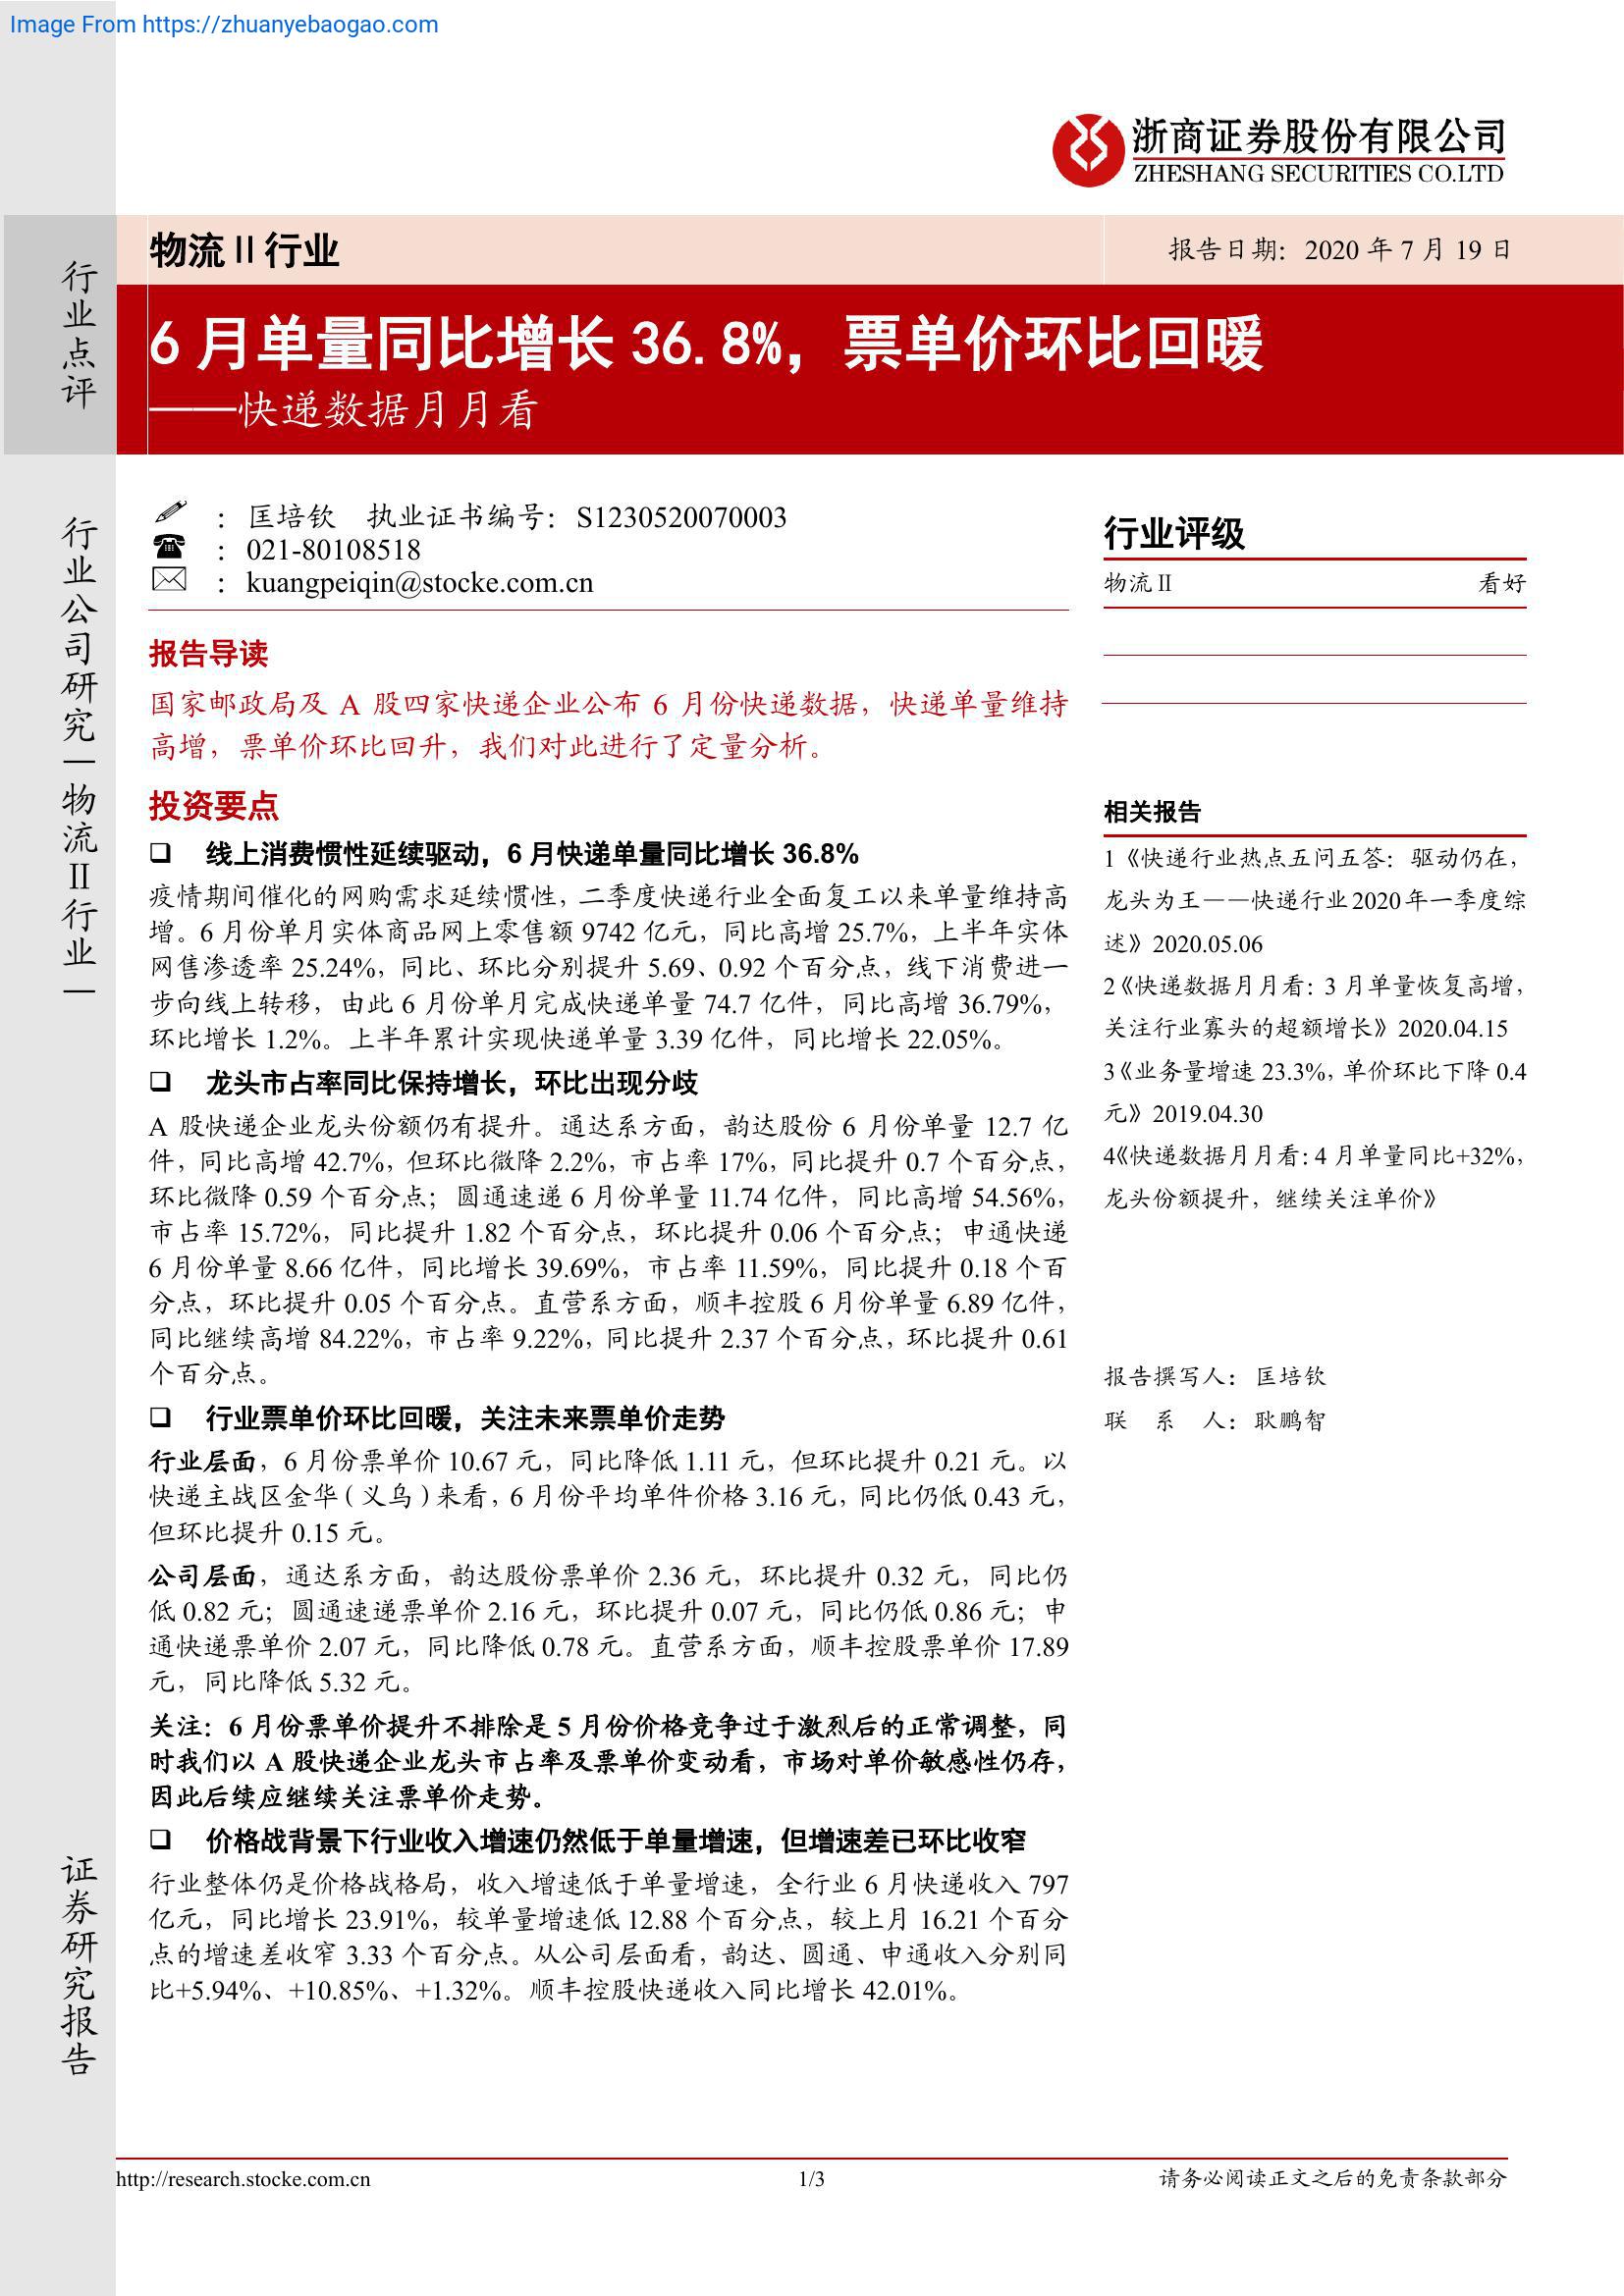 Image From https://zhuanyebaogao.com
浙商证券股份有限公司
ZHESHANG SECURITIES CO.LTD
物流Ⅱ行业
报告日期：2020 年 7 月 19 日
行业点评
6 月单量同比增长 36.8%，票单价环比回暖
——快递数据月月看
行业公司研究—物流Ⅱ行业—
： 匡培钦 执业证书编号：S1230520070003
： 021-80108518
： kuangpeiqin@stocke.com.cn
报告导读
国家邮政局及 A 股四家快递企业公布 6 月份快递数据，快递单量维持
高增，票单价环比回升，我们对此进行了定量分析。
投资要点
❑ 线上消费惯性延续驱动，6 月快递单量同比增长 36.8%
疫情期间催化的网购需求延续惯性，二季度快递行业全面复工以来单量维持高
增。6 月份单月实体商品网上零售额 9742 亿元，同比高增 25.7%，上半年实体
网售渗透率 25.24%，同比、环比分别提升 5.69、0.92 个百分点，线下消费进一
步向线上转移，由此 6 月份单月完成快递单量 74.7 亿件，同比高增 36.79%，
环比增长 1.2%。上半年累计实现快递单量 3.39 亿件，同比增长 22.05%。
❑ 龙头市占率同比保持增长，环比出现分歧
A 股快递企业龙头份额仍有提升。通达系方面，韵达股份 6 月份单量 12.7 亿
件，同比高增 42.7%，但环比微降 2.2%，市占率 17%，同比提升 0.7 个百分点，
环比微降 0.59 个百分点；圆通速递 6 月份单量 11.74 亿件，同比高增 54.56%，
市占率 15.72%，同比提升 1.82 个百分点，环比提升 0.06 个百分点；申通快递
6 月份单量 8.66 亿件，同比增长 39.69%，市占率 11.59%，同比提升 0.18 个百
分点，环比提升 0.05 个百分点。直营系方面，顺丰控股 6 月份单量 6.89 亿件，
同比继续高增 84.22%，市占率 9.22%，同比提升 2.37 个百分点，环比提升 0.61
个百分点。
❑ 行业票单价环比回暖，关注未来票单价走势
行业层面，6 月份票单价 10.67 元，同比降低 1.11 元，但环比提升 0.21 元。以
快递主战区金华（义乌）来看，6 月份平均单件价格 3.16 元，同比仍低 0.43 元，
但环比提升 0.15 元。
公司层面，通达系方面，韵达股份票单价 2.36 元，环比提升 0.32 元，同比仍
低 0.82 元；圆通速递票单价 2.16 元，环比提升 0.07 元，同比仍低 0.86 元；申
通快递票单价 2.07 元，同比降低 0.78 元。直营系方面，顺丰控股票单价 17.89
元，同比降低 5.32 元。
关注：6 月份票单价提升不排除是 5 月份价格竞争过于激烈后的正常调整，同
时我们以 A 股快递企业龙头市占率及票单价变动看，市场对单价敏感性仍存，
因此后续应继续关注票单价走势。
❑ 价格战背景下行业收入增速仍然低于单量增速，但增速差已环比收窄
行业整体仍是价格战格局，收入增速低于单量增速，全行业 6 月快递收入 797
亿元，同比增长 23.91%，较单量增速低 12.88 个百分点，较上月 16.21 个百分
点的增速差收窄 3.33 个百分点。从公司层面看，韵达、圆通、申通收入分别同
比+5.94%、+10.85%、+1.32%。顺丰控股快递收入同比增长 42.01%。
行业评级
物流Ⅱ 看好
相关报告
1《快递行业热点五问五答：驱动仍在，
龙头为王——快递行业2020年一季度综
述》2020.05.06
2《快递数据月月看：3 月单量恢复高增，
关注行业寡头的超额增长》2020.04.15
3《业务量增速 23.3%，单价环比下降 0.4
元》2019.04.30
4《快递数据月月看：4 月单量同比+32%，
龙头份额提升，继续关注单价》
报告撰写人：匡培钦
联 系 人：耿鹏智
证券研究报告
http://research.stocke.com.cn
1/3
请务必阅读正文之后的免责条款部分